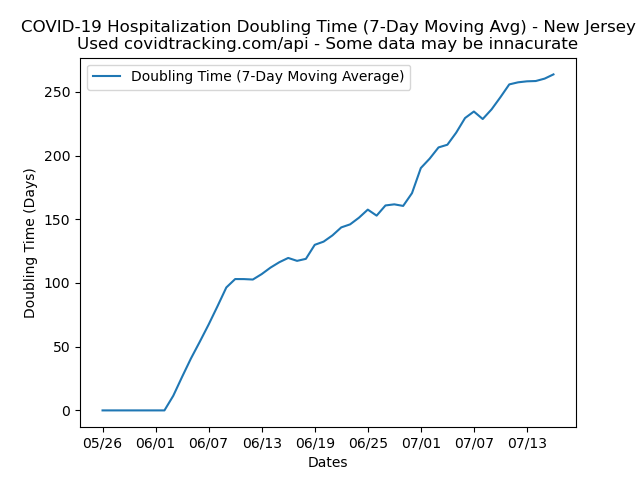 COVID-19 Hospitalization Doubling Time (7-Day Moving Avg) - New Jersey
Used covidtracking.com/api - Some data may be innacurate
Doubling Time (7-Day Moving Average)
250
200
150
100
50
0
Doubling Time (Days)
05/26 06/01 06/07 06/13 06/19 06/25 07/01 07/07 07/13
Dates